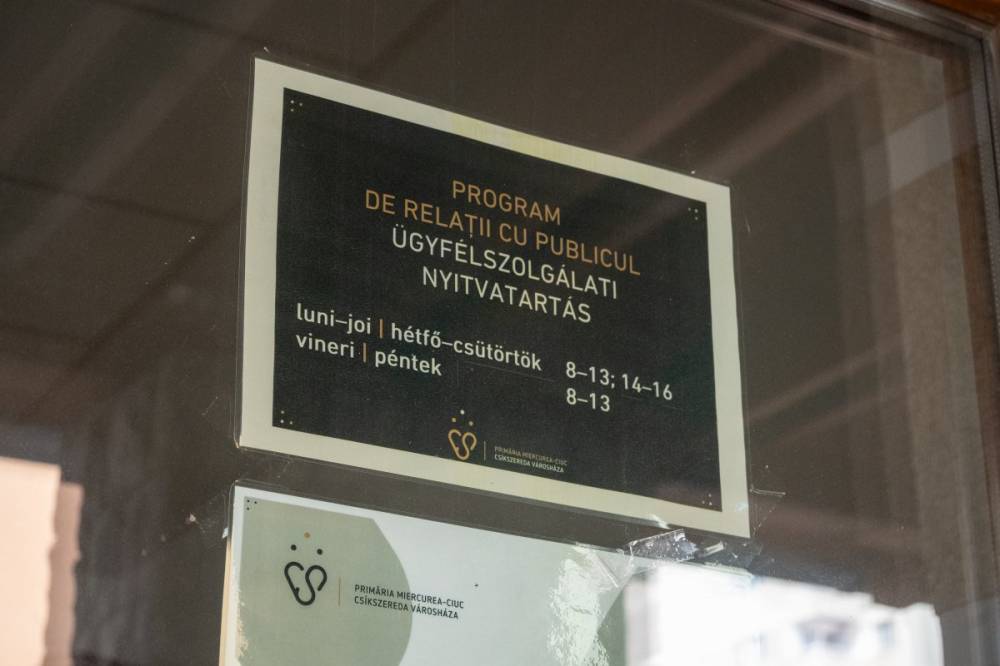 PROGRAM
DE RELAȚII CU PUBLICUL
ÜGYFÉLSZOLGÁLATI
NYITVATARTÁS
luni–joi | hétfő–csütörtök 8–13; 14–16
vineri | péntek 8–13
PRIMĂRIA MIERCUREA-CIUC
CSÍKSZEREDA VÁROSHÁZA
PRIMĂRIA MIERCUREA-CIUC
CSÍKSZEREDA VÁROSHÁZA